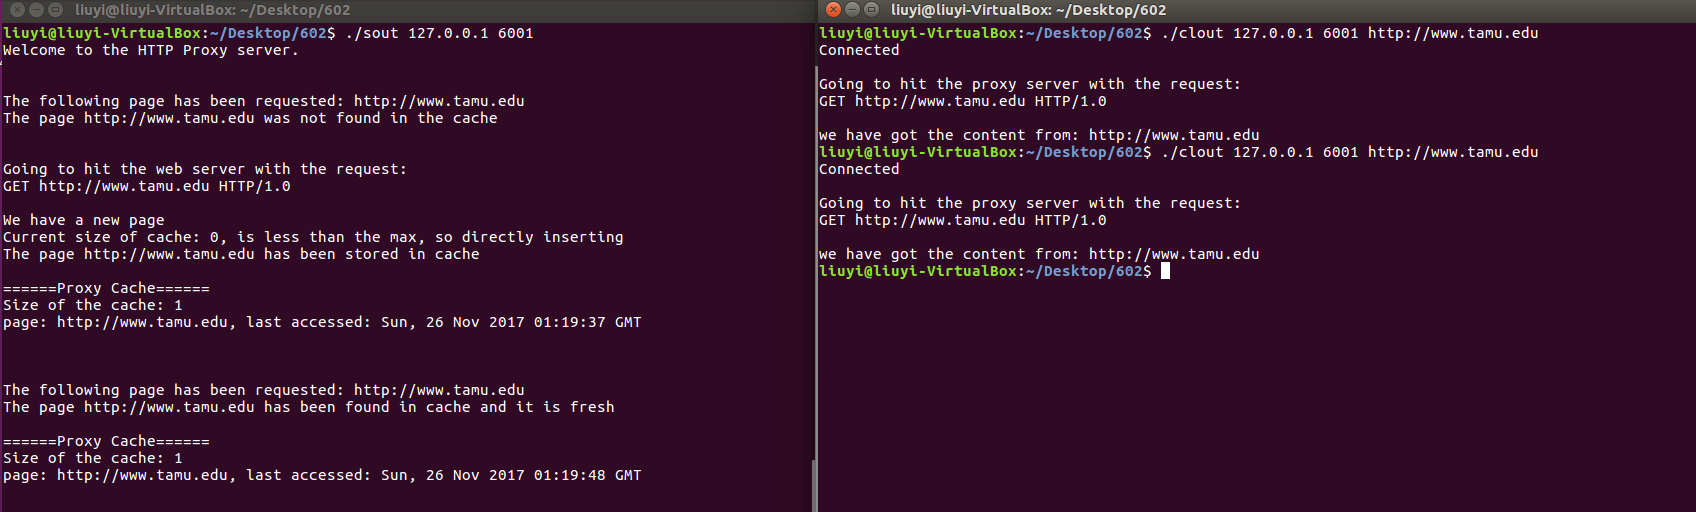 liuyi@liuyi-VirtualBox: ~/Desktop/602
liuyi@liuyi-VirtualBox:~/Desktop/602$ ./sout 127.0.0.1 6001
Welcome to the HTTP Proxy server.
The following page has been requested: http://www.tamu.edu
The page http://www.tamu.edu was not found in the cache
Going to hit the web server with the request:
GET http://www.tamu.edu HTTP/1.0
We have a new page
Current size of cache: 0, is less than the max, so directly inserting
The page http://www.tamu.edu has been stored in cache
======Proxy Cache======
Size of the cache: 1
page: http://www.tamu.edu, last accessed: Sun, 26 Nov 2017 01:19:37 GMT
The following page has been requested: http://www.tamu.edu
The page http://www.tamu.edu has been found in cache and it is fresh
======Proxy Cache======
Size of the cache: 1
page: http://www.tamu.edu, last accessed: Sun, 26 Nov 2017 01:19:48 GMT
liuyi@liuyi-VirtualBox: ~/Desktop/602
liuyi@liuyi-VirtualBox:~/Desktop/602$ ./clout 127.0.0.1 6001 http://www.tamu.edu
Connected
Going to hit the proxy server with the request:
GET http://www.tamu.edu HTTP/1.0
we have got the content from: http://www.tamu.edu
liuyi@liuyi-VirtualBox:~/Desktop/602$ ./clout 127.0.0.1 6001 http://www.tamu.edu
Connected
Going to hit the proxy server with the request:
GET http://www.tamu.edu HTTP/1.0
we have got the content from: http://www.tamu.edu
liuyi@liuyi-VirtualBox:~/Desktop/602$